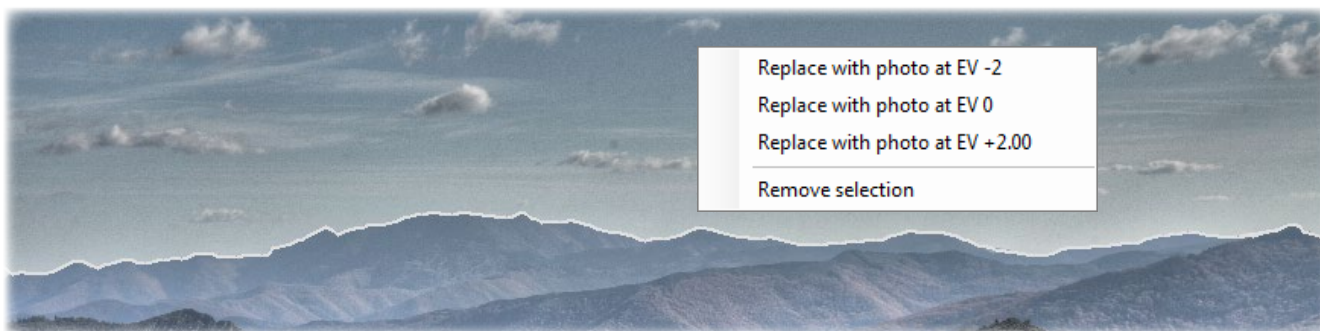 Replace with photo at EV -2
Replace with photo at EV 0
Replace with photo at EV +2.00
Remove selection